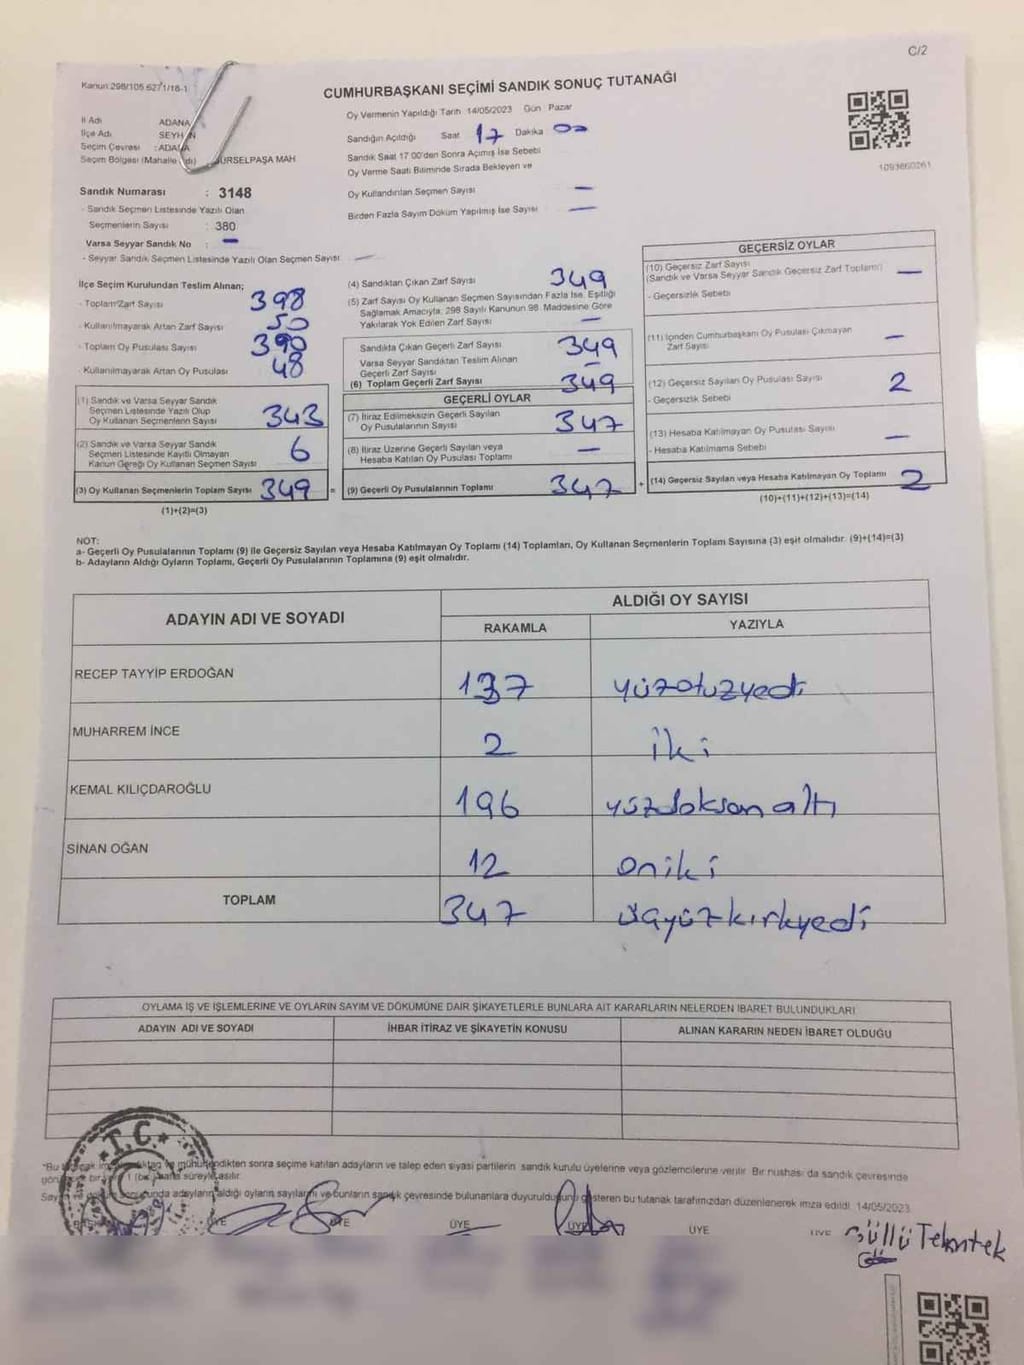 C/2
Kanun:298/105 6271/16-1
CUMHURBAŞKANI SEÇİMİ SANDIK SONUÇ TUTANAĞI
Oy Vermenin Yapıldığı Tarih 14/05/2023 Gün Pazar
İl Adı ADANA
İlçe Adı SEYH N
Seçim Çevresi : ADANA
Seçim Bölgesi (Mahalle URSELPAŞA MAH
Sandığın Açıldığı Saat 17 Dakika 00
Sandık Saat 17:00'den Sonra Açımış İse Sebebi
Oy Verme Saati Bitiminde Sırada Bekleyen ve
Oy Kullandırılan Seçmen Sayısı —
Birden Fazla Sayım Döküm Yapılmış İse Sayısı —
1093860261
Sandık Numarası : 3148
- Sandık Seçmen Listesinde Yazılı Olan
Seçmenlerin Sayısı : 380
Varsa Seyyar Sandık No : —
- Seyyar Sandık Seçmen Listesinde Yazılı Olan Seçmen Sayısı: —
İlçe Seçim Kurulundan Teslim Alınan;
- Toplam Zarf Sayısı 398
- Kullanılmayarak Artan Zarf Sayısı 50
- Toplam Oy Pusulası Sayısı 390
- Kullanılmayarak Artan Oy Pusulası 48
(1) Sandık ve Varsa Seyyar Sandık
Seçmen Listesinde Yazılı Olup
Oy Kullanan Seçmenlerin Sayısı 343
(2) Sandık ve Varsa Seyyar Sandık
Seçmen Listesinde Kayıtlı Olmayan
Kanun Gereği Oy Kullanan Seçmen Sayısı 6
(3) Oy Kullanan Seçmenlerin Toplam Sayısı 349 =
(1)+(2)=(3)
(4) Sandıktan Çıkan Zarf Sayısı 349
(5) Zarf Sayısı Oy Kullanan Seçmen Sayısından Fazla İse, Eşitliği
Sağlamak Amacıyla, 298 Sayılı Kanunun 98. Maddesine Göre
Yakılarak Yok Edilen Zarf Sayısı —
Sandıkta Çıkan Geçerli Zarf Sayısı 349
Varsa Seyyar Sandıktan Teslim Alınan
Geçerli Zarf Sayısı —
(6) Toplam Geçerli Zarf Sayısı 349
GEÇERLİ OYLAR
(7) İtiraz Edilmeksizin Geçerli Sayılan
Oy Pusulalarının Sayısı 347
(8) İtiraz Üzerine Geçerli Sayılan veya
Hesaba Katılan Oy Pusulası Toplamı —
(9) Geçerli Oy Pusulalarının Toplamı 347 +
GEÇERSİZ OYLAR
(10) Geçersiz Zarf Sayısı
(Sandık ve Varsa Seyyar Sandık Geçersiz Zarf Toplamı) —
- Geçersizlik Sebebi
(11) İçinden Cumhurbaşkanı Oy Pusulası Çıkmayan
Zarf Sayısı —
(12) Geçersiz Sayılan Oy Pusulası Sayısı 2
- Geçersizlik Sebebi
(13) Hesaba Katılmayan Oy Pusulası Sayısı —
- Hesaba Katılmama Sebebi
(14) Geçersiz Sayılan veya Hesaba Katılmayan Oy Toplamı 2
(10)+(11)+(12)+(13)=(14)
NOT:
a- Geçerli Oy Pusulalarının Toplamı (9) ile Geçersiz Sayılan veya Hesaba Katılmayan Oy Toplamı (14) Toplamları, Oy Kullanan Seçmenlerin Toplam Sayısına (3) eşit olmalıdır. (9)+(14)=(3)
b- Adayların Aldığı Oyların Toplamı, Geçerli Oy Pusulalarının Toplamına (9) eşit olmalıdır.
ADAYIN ADI VE SOYADI ALDIĞI OY SAYISI
RAKAMLA YAZIYLA
RECEP TAYYİP ERDOĞAN 137 yüzotuzyedi
MUHARREM İNCE 2 iki
KEMAL KILIÇDAROĞLU 196 yüzdoksan altı
SİNAN OĞAN 12 oniki
TOPLAM 347 üçyüzkırkyedi
OYLAMA İŞ VE İŞLEMLERİNE VE OYLARIN SAYIM VE DÖKÜMÜNE DAİR ŞİKAYETLERLE BUNLARA AİT KARARLARIN NELERDEN İBARET BULUNDUKLARI
ADAYIN ADI VE SOYADI İHBAR İTİRAZ VE ŞİKAYETİN KONUSU ALINAN KARARIN NEDEN İBARET OLDUĞU
T.C.
*Bu mühürlendikten sonra seçime katılan adayların ve talep eden siyasi partilerin sandık kurulu üyelerine veya gözlemcilerine verilir. Bir nüshası da sandık çevresinde
bir yere 1 (bir) süreyle asılır.
Say sonucunda adayların aldığı oyların sayılarını ve bunların sandık çevresinde bulunanlara duyurulduğunu gösteren bu tutanak tarafımızdan düzenlenerek imza edildi. 14/05/2023
ÜYE ÜYE ÜYE ÜYE ÜYE ÜYE
Güllü Tekntek